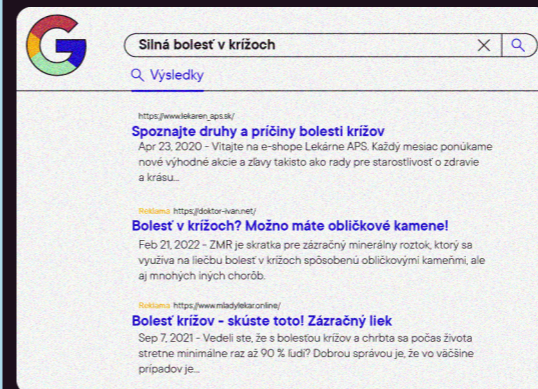 Silná bolesť v krížoch
Výsledky
https://www.lekaren_aps.sk/
Spoznajte druhy a príčiny bolesti krížov
Apr 23, 2020 - Vitajte na e-shope Lekárne APS. Každý mesiac ponúkame
nové výhodné akcie a zľavy takisto ako rady pre starostlivosť o zdravie
a krásu...
Reklama https://doktor-ivan.net/
Bolesť v krížoch? Možno máte obličkové kamene!
Feb 21, 2022 - ZMR je skratka pre zázračný minerálny roztok, ktorý sa
využíva na liečbu bolesť v krížoch spôsobenú obličkovými kameňmi, ale
aj mnohých iných chorôb.
Reklama https://www.mladylekar.online/
Bolesť krížov - skúste toto! Zázračný liek
Sep 7, 2021 - Vedeli ste, že s bolesťou krížov a chrbta sa počas života
stretne minimálne raz až 90 % ľudí? Dobrou správou je, že vo väčšine
prípadov je...